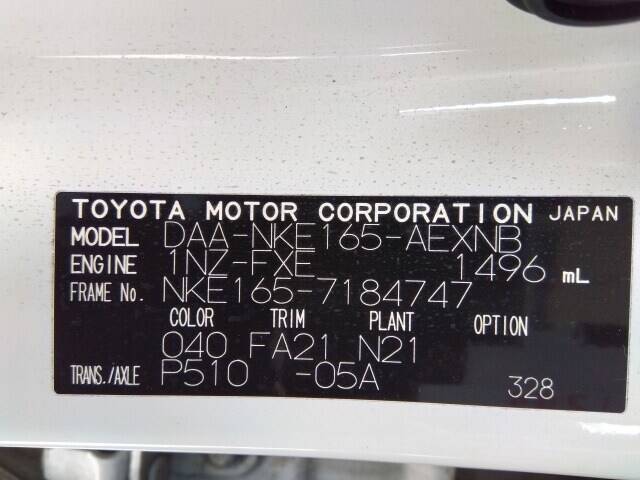 TOYOTA MOTOR CORPORATION JAPAN
MODEL DAA-NKE165-AEXNB
ENGINE 1NZ-FXE 1496 mL
FRAME No. NKE165-7184747
COLOR TRIM PLANT OPTION
040 FA21 N21
TRANS./AXLE P510 -05A 328